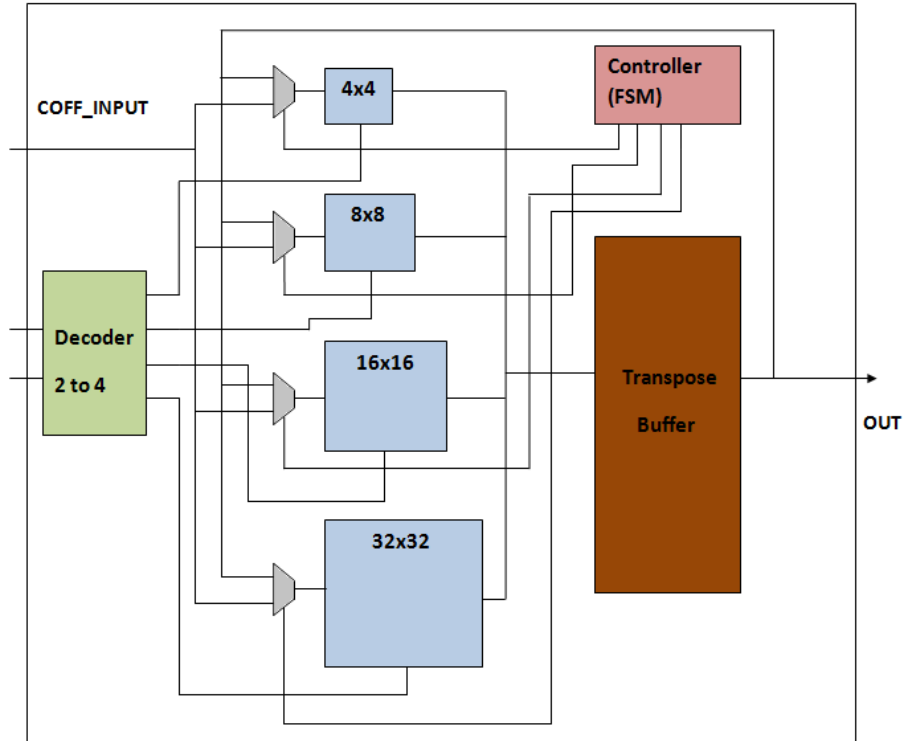 COFF_INPUT
4x4
Controller
(FSM)
8x8
Decoder
2 to 4
16x16
Transpose
Buffer
OUT
32x32